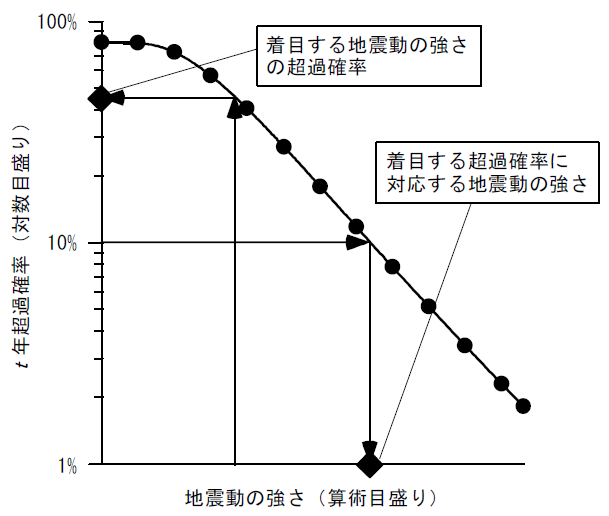 100%
着目する地震動の強さ
の超過確率
着目する超過確率に
対応する地震動の強さ
10%
t 年超過確率（対数目盛り）
1%
地震動の強さ（算術目盛り）